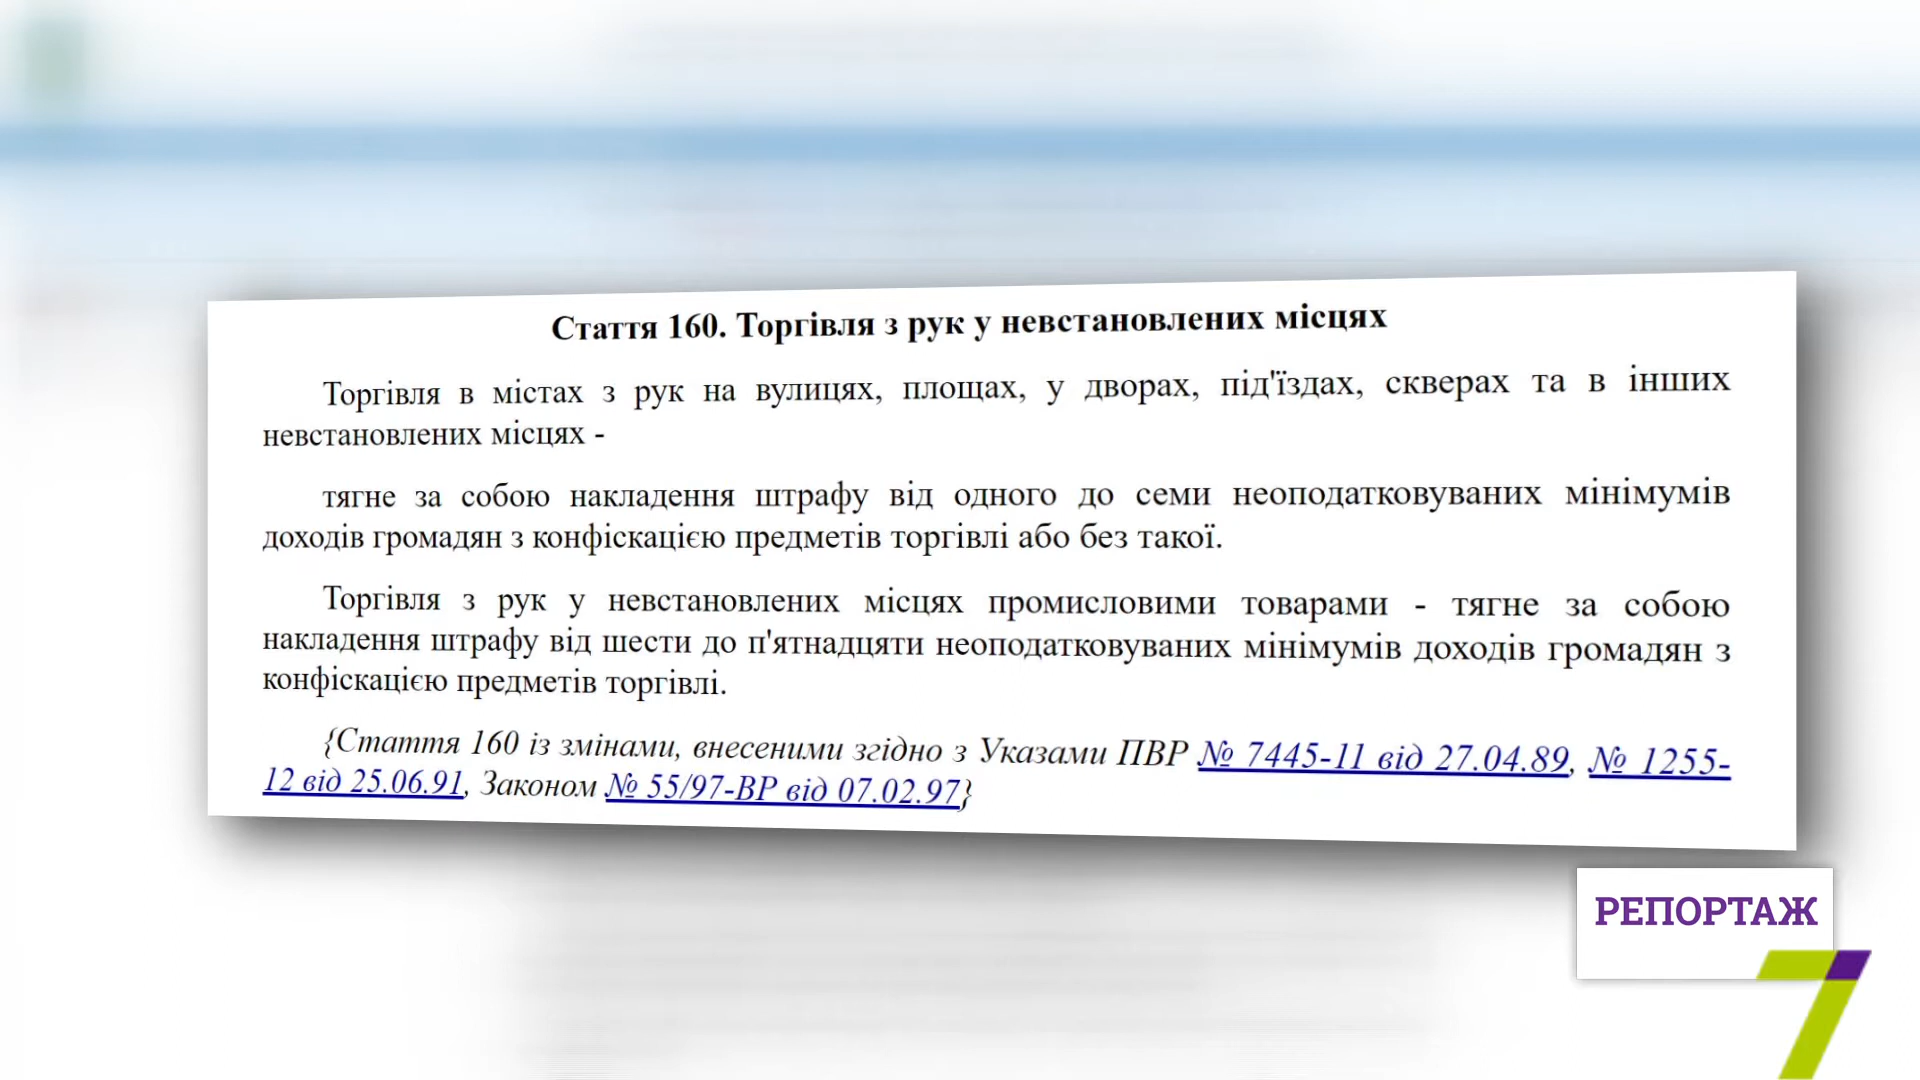 Стаття 160. Торгівля з рук у невстановлених місцях
Торгівля в містах з рук на вулицях, площах, у дворах, під'їздах, скверах та в інших
невстановлених місцях -
тягне за собою накладення штрафу від одного до семи неоподатковуваних мінімумів
доходів громадян з конфіскацією предметів торгівлі або без такої.
Торгівля з рук у невстановлених місцях промисловими товарами - тягне за собою
накладення штрафу від шести до п'ятнадцяти неоподатковуваних мінімумів доходів громадян з
конфіскацією предметів торгівлі.
{Стаття 160 із змінами, внесеними згідно з Указами ПВР № 7445-11 від 27.04.89, № 1255-
12 від 25.06.91, Законом № 55/97-ВР від 07.02.97}
РЕПОРТАЖ
7